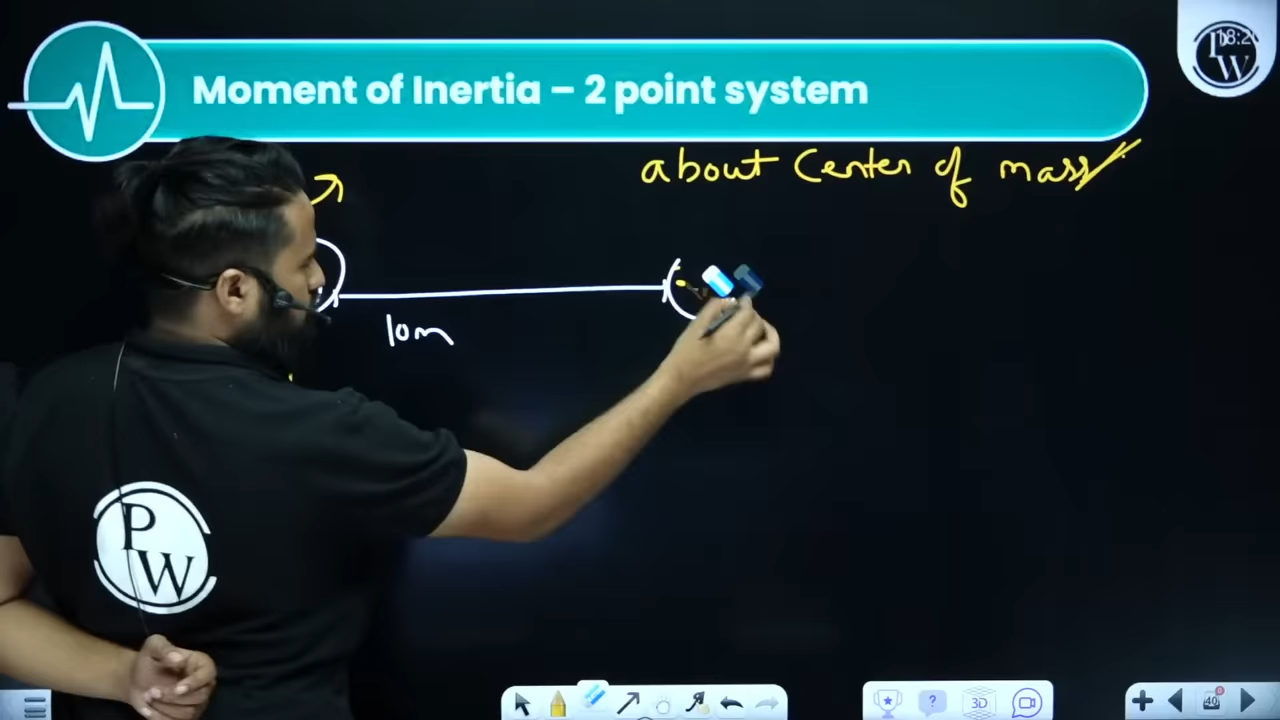 Moment of Inertia – 2 point system
about Center of mass
10m
P
W